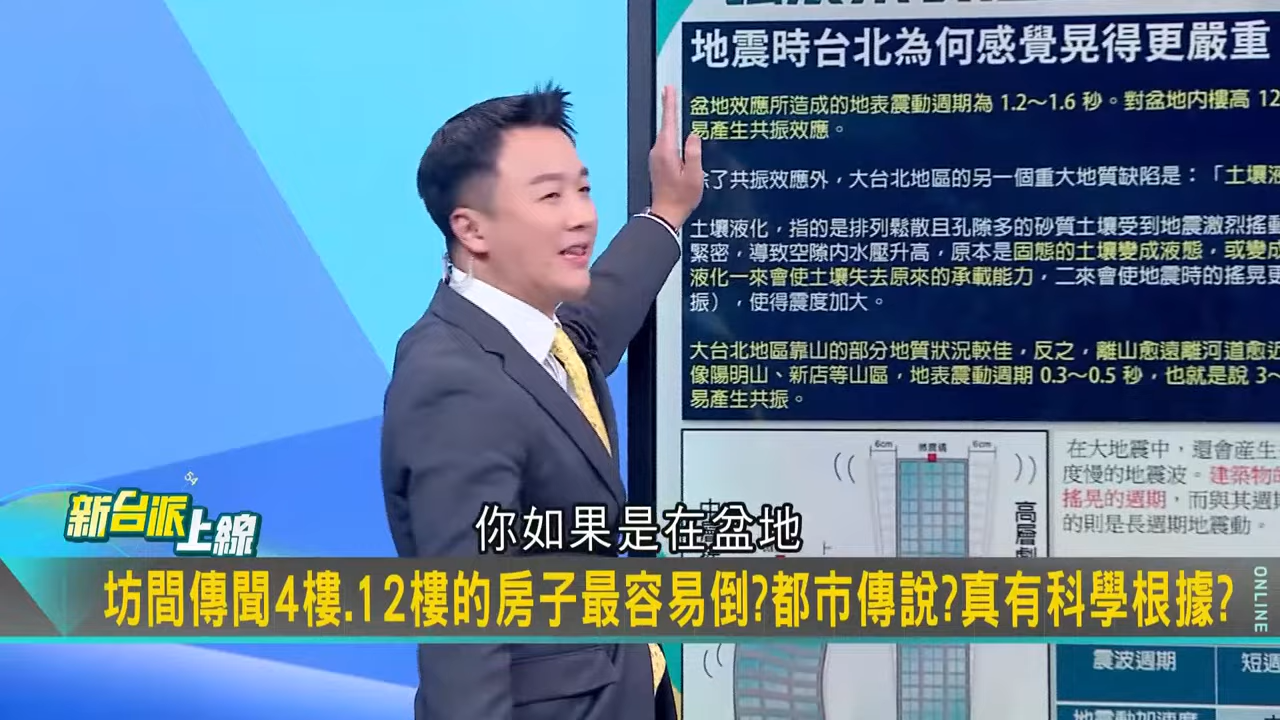 地震時台北為何感覺晃得更嚴重
盆地效應所造成的地表震動週期為 1.2～1.6 秒。對盆地內樓高 12
易產生共振效應。
除了共振效應外，大台北地區的另一個重大地質缺陷是：「土壤液
土壤液化，指的是排列鬆散且孔隙多的砂質土壤受到地震激烈搖動
緊密，導致空隙內水壓升高，原本是固態的土壤變成液態，或變成
液化一來會使土壤失去原來的承載能力，二來會使地震時的搖晃更
振），使得震度加大。
大台北地區靠山的部分地質狀況較佳，反之，離山愈遠離河道愈近
像陽明山、新店等山區，地表震動週期 0.3～0.5 秒，也就是說 3～
易產生共振。
6cm
6cm
在大地震中，還會産生
度慢的地震波。建築物的
搖晃的週期，而與其週期
的則是長週期地震動。
高層劇
新台派上線
你如果是在盆地
坊間傳聞4樓.12樓的房子最容易倒?都市傳說?真有科學根據?
ONLINE
震波週期
短週
地震動加速度